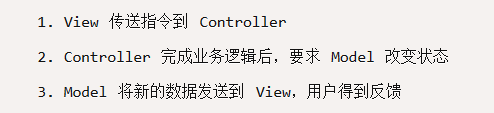 1. View 传送指令到 Controller
2. Controller 完成业务逻辑后，要求 Model 改变状态
3. Model 将新的数据发送到 View，用户得到反馈